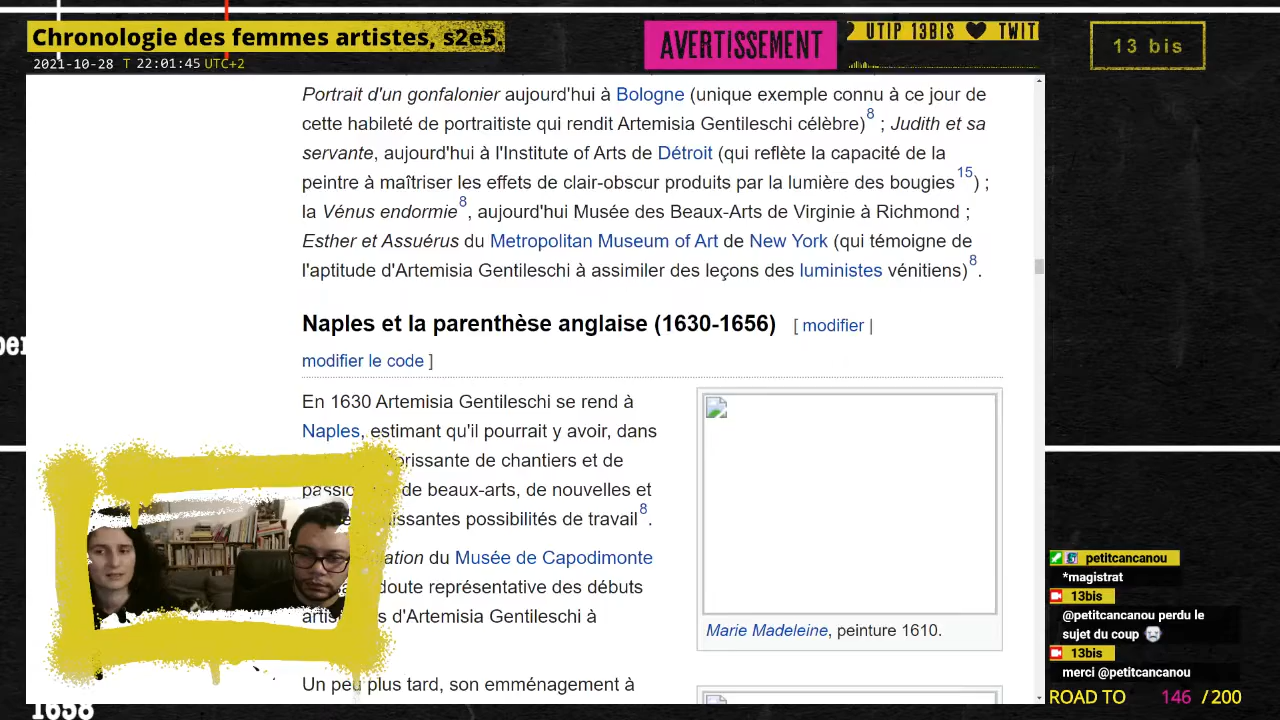 Chronologie des femmes artistes, s2e5.
2021-10-28 T 22:01:45 UTC+2
AVERTISSEMENT
UTIP 13BIS ♥ TWIT
13 bis
Portrait d'un gonfalonier aujourd'hui à Bologne (unique exemple connu à ce jour de
cette habileté de portraitiste qui rendit Artemisia Gentileschi célèbre)8 ; Judith et sa
servante, aujourd'hui à l'Institute of Arts de Détroit (qui reflète la capacité de la
peintre à maîtriser les effets de clair-obscur produits par la lumière des bougies15) ;
la Vénus endormie8, aujourd'hui Musée des Beaux-Arts de Virginie à Richmond ;
Esther et Assuérus du Metropolitan Museum of Art de New York (qui témoigne de
l'aptitude d'Artemisia Gentileschi à assimiler des leçons des luministes vénitiens)8.
Naples et la parenthèse anglaise (1630-1656) [ modifier |
modifier le code ]
En 1630 Artemisia Gentileschi se rend à
Naples, estimant qu'il pourrait y avoir, dans
orissante de chantiers et de
de beaux-arts, de nouvelles et
issantes possibilités de travail8.
ation du Musée de Capodimonte
doute représentative des débuts
d'Artemisia Gentileschi à
Un peu plus tard, son emménagement à
Marie Madeleine, peinture 1610.
petitcancanou
*magistrat
13bis
@petitcancanou perdu le
sujet du coup
13bis
merci @petitcancanou
ROAD TO 146 / 200
1658